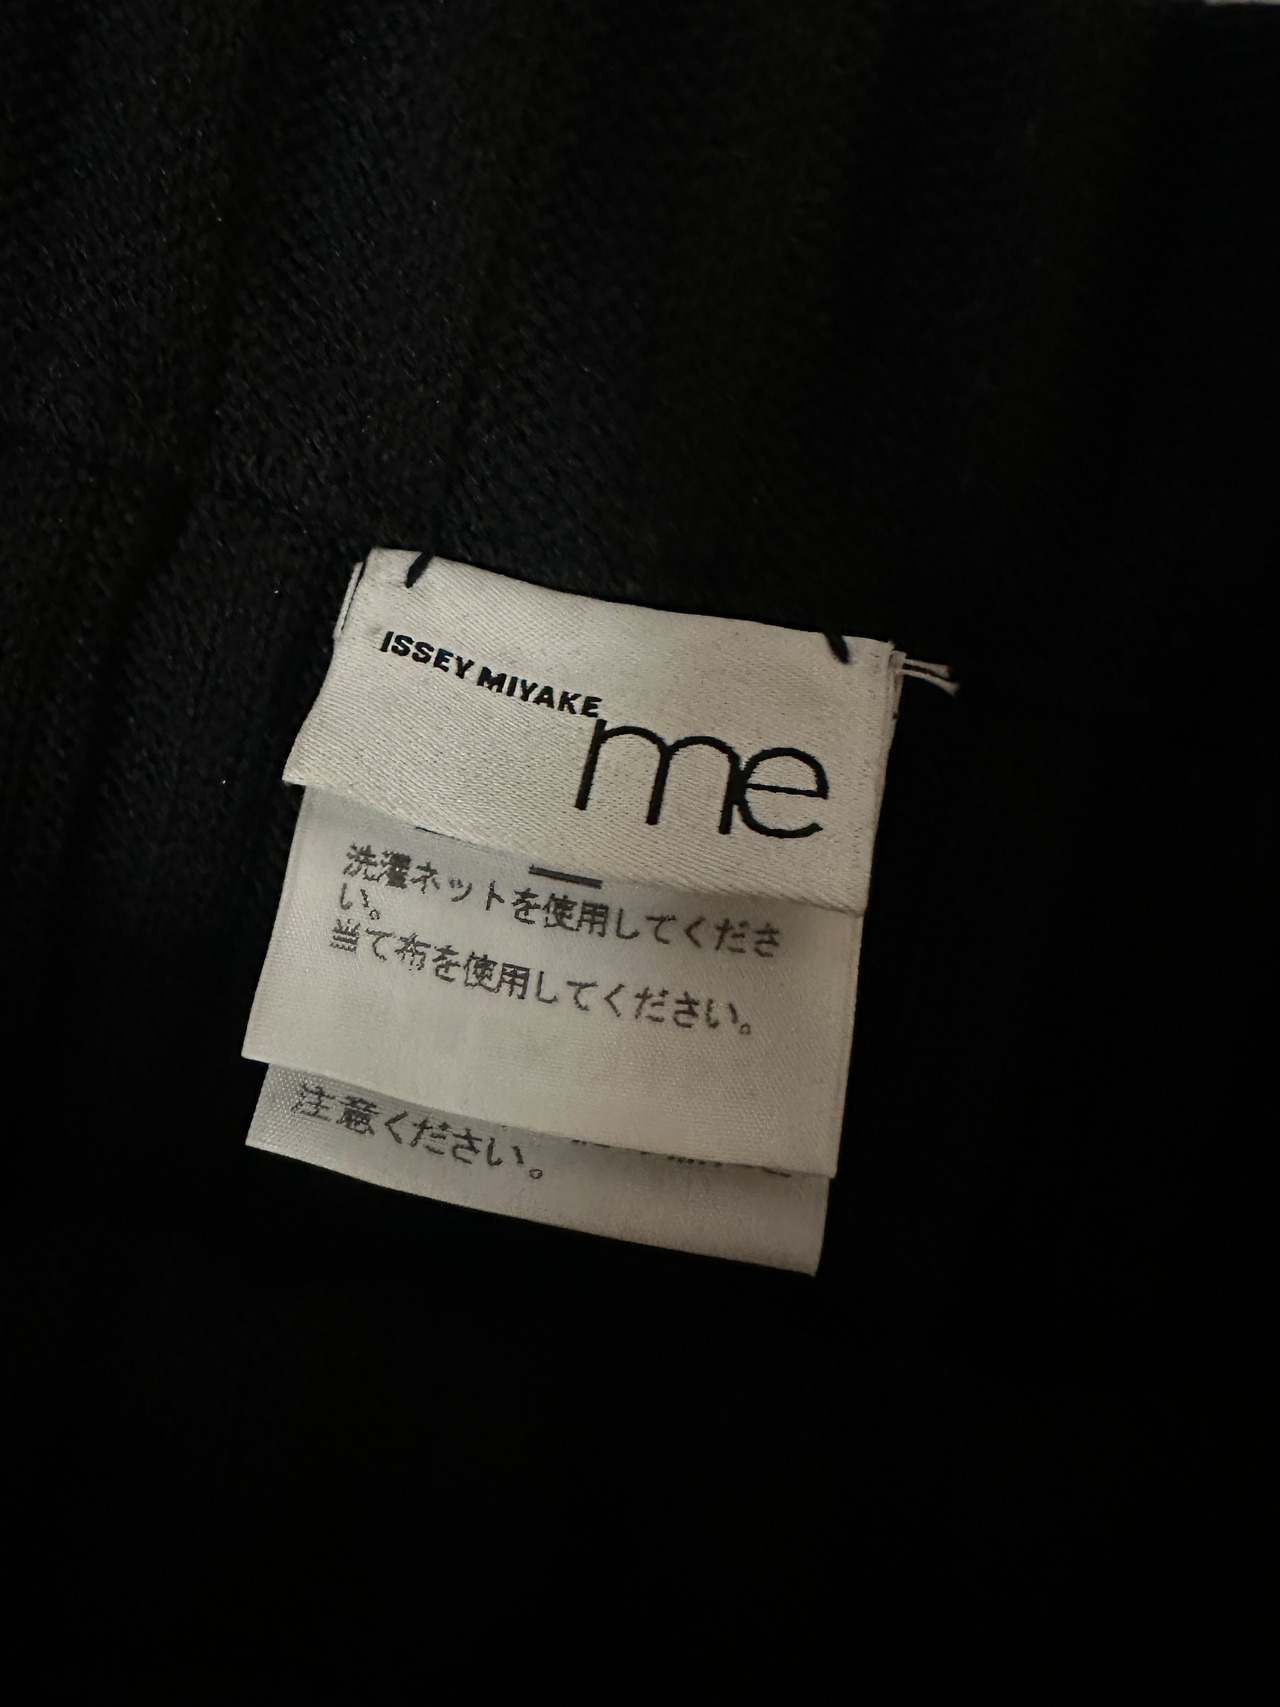 ISSEY MIYAKE
me
洗濯ネットを使用してくださ
い。
当て布を使用してください。
注意ください。